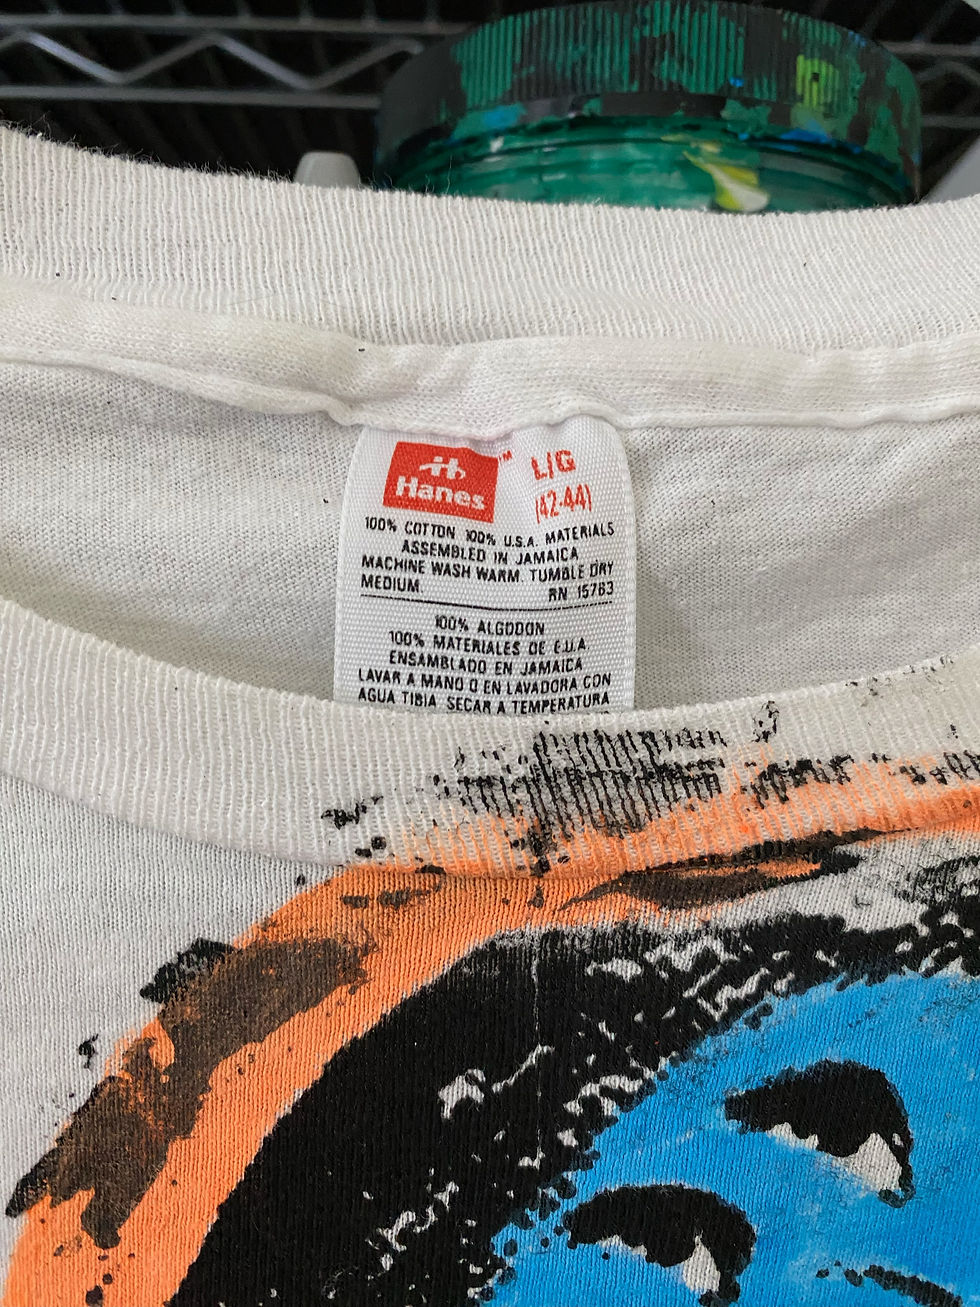 Hanes™
L/G
(42-44)
100% COTTON 100% U.S.A. MATERIALS
ASSEMBLED IN JAMAICA
MACHINE WASH WARM. TUMBLE DRY
MEDIUM. RN 15763
100% ALGODON
100% MATERIALES DE E.U.A.
ENSAMBLADO EN JAMAICA
LAVAR A MANO O EN LAVADORA CON
AGUA TIBIA. SECAR A TEMPERATURA